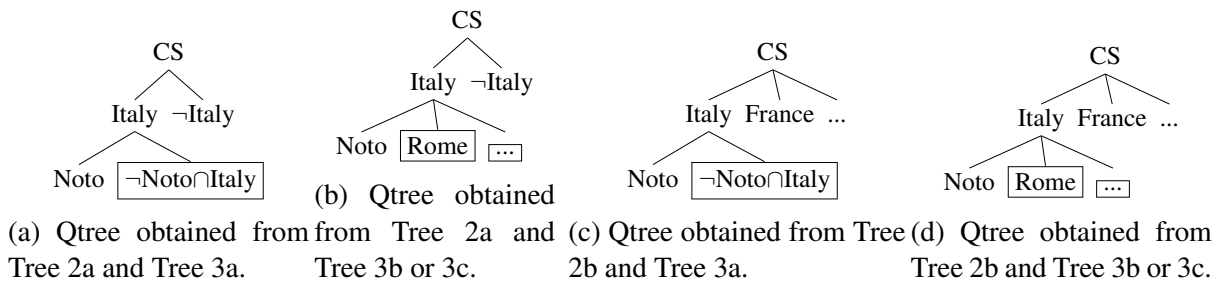 CS
Italy ¬Italy
Noto ¬Noto∩Italy
(a) Qtree obtained from
Tree 2a and Tree 3a.
CS
Italy ¬Italy
Noto Rome ...
(b) Qtree obtained
from Tree 2a and
Tree 3b or 3c.
CS
Italy France ...
Noto ¬Noto∩Italy
(c) Qtree obtained from Tree
2b and Tree 3a.
CS
Italy France ...
Noto Rome ...
(d) Qtree obtained from
Tree 2b and Tree 3b or 3c.